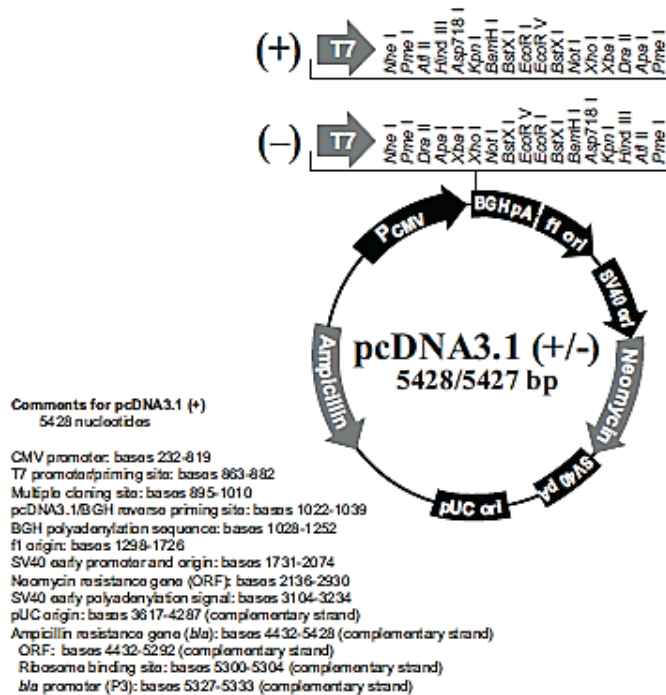 (+) T7 Nhe I Pme I Afl II Hind III Asp718 I Kpn I BamH I BstX I EcoR I EcoR V BstX I Not I Xho I Xba I Dra II Apa I Pme I
(–) T7 Nhe I Pme I Dra II Apa I Xba I Xho I Not I BstX I EcoR V EcoR I BstX I BamH I Asp718 I Kpn I Hind III Afl II Pme I
PCMV
BGH pA
f1 ori
SV40 ori
Neomycin
SV40 pA
pUC ori
Ampicillin
pcDNA3.1 (+/-)
5428/5427 bp
Comments for pcDNA3.1 (+)
5428 nucleotides
CMV promoter: bases 232-819
T7 promoter/priming site: bases 863-882
Multiple cloning site: bases 895-1010
pcDNA3.1/BGH reverse priming site: bases 1022-1039
BGH polyadenylation sequence: bases 1028-1252
f1 origin: bases 1298-1726
SV40 early promoter and origin: bases 1731-2074
Neomycin resistance gene (ORF): bases 2136-2930
SV40 early polyadenylation signal: bases 3104-3234
pUC origin: bases 3617-4287 (complementary strand)
Ampicillin resistance gene (bla): bases 4432-5428 (complementary strand)
ORF: bases 4432-5292 (complementary strand)
Ribosome binding site: bases 5300-5304 (complementary strand)
bla promoter (P3): bases 5327-5333 (complementary strand)